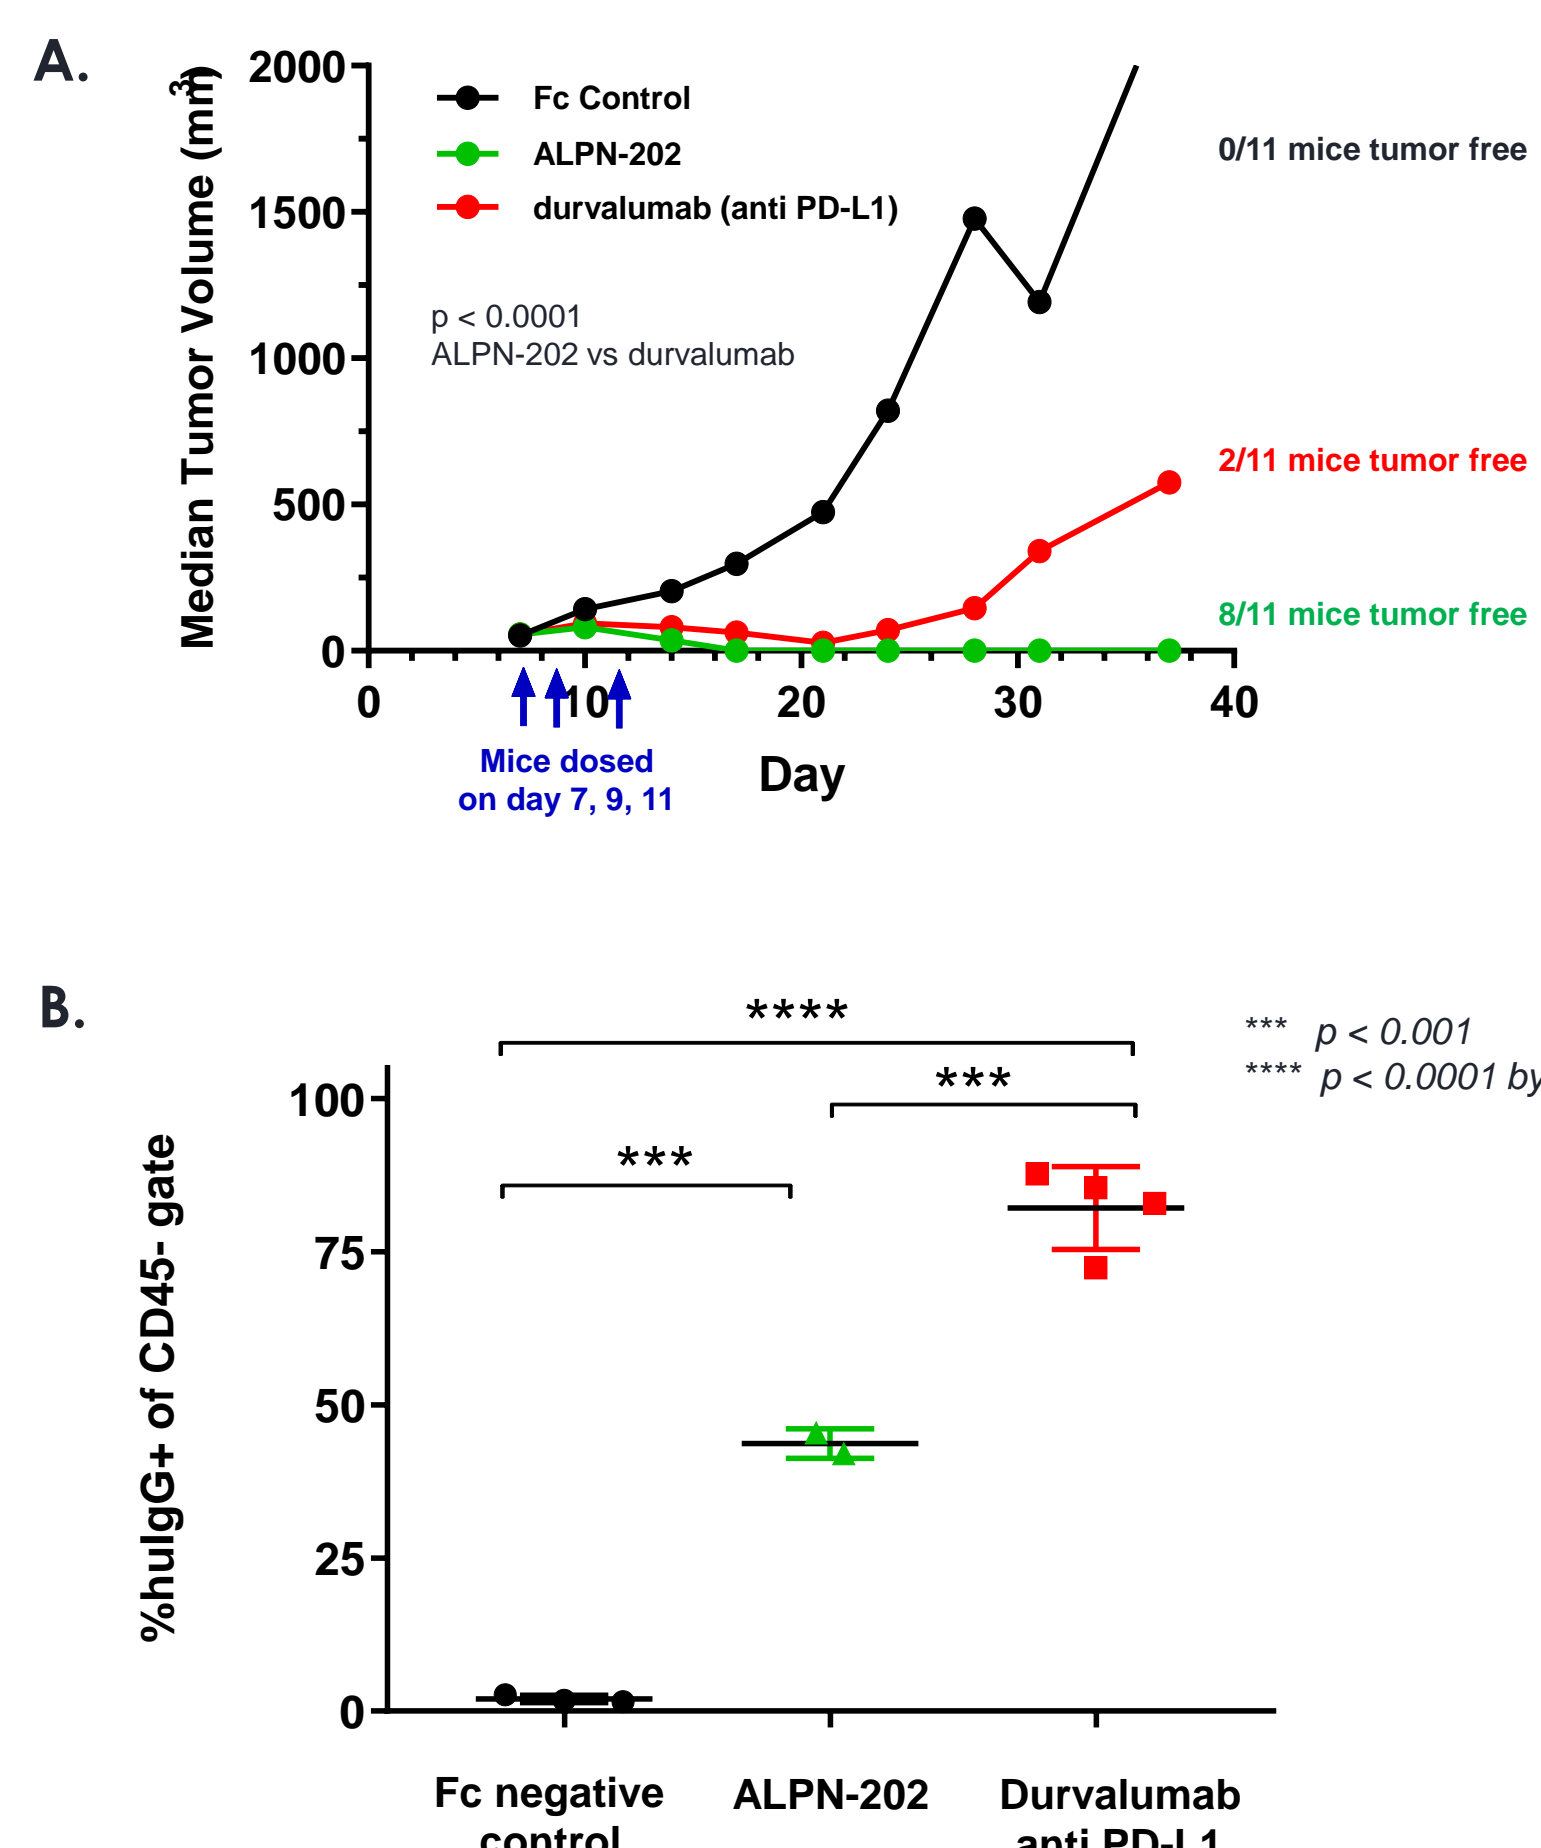 A.
Median Tumor Volume (mm3)
2000
1500
1000
500
0
Fc Control
ALPN-202
durvalumab (anti PD-L1)
p < 0.0001
ALPN-202 vs durvalumab
0/11 mice tumor free
2/11 mice tumor free
8/11 mice tumor free
0 10 20 30 40
Mice dosed
on day 7, 9, 11
Day
B.
**** 
***
***
*** p < 0.001
**** p < 0.0001 by
%huIgG+ of CD45- gate
100
75
50
25
0
Fc negative
control
ALPN-202
Durvalumab
anti PD-L1